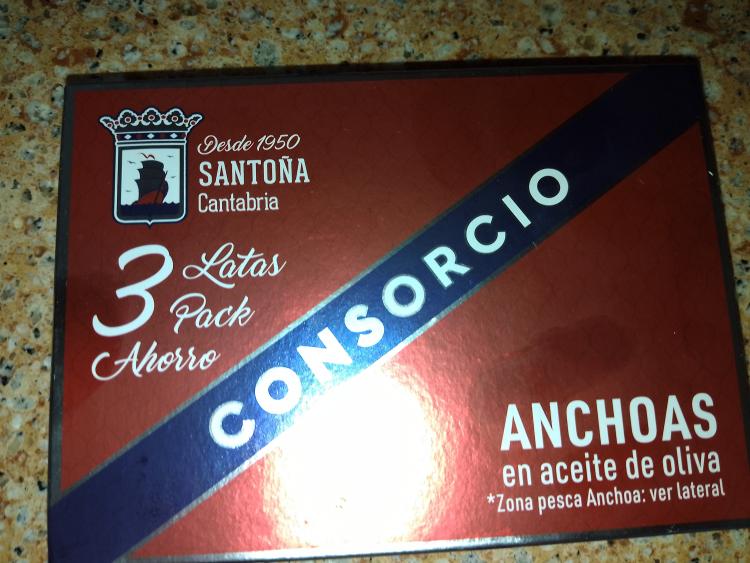 Desde 1950
SANTOÑA
Cantabria
3 Latas
Pack
Ahorro
CONSORCIO
ANCHOAS
en aceite de oliva
*Zona pesca Anchoa: ver lateral